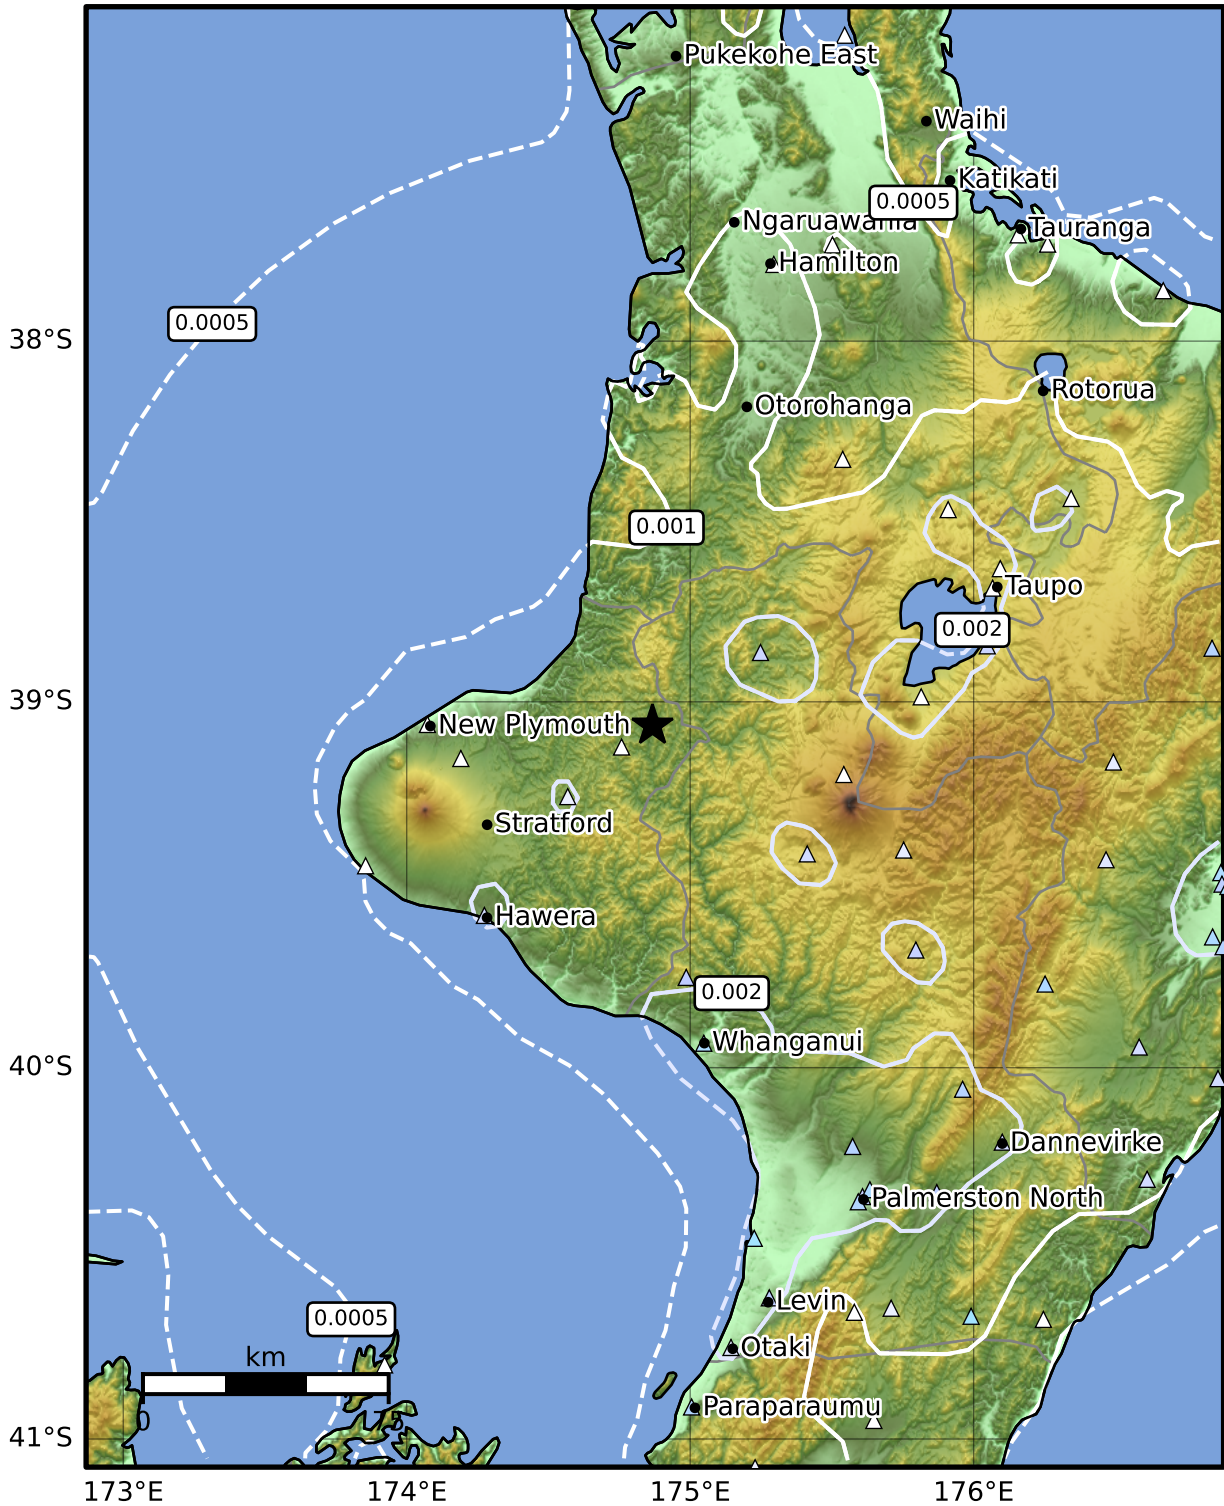 Pukekohe East
Waihi
Katikati
0.0005
Ngaruawahia
Tauranga
Hamilton
0.0005
38°S
Rotorua
Otorohanga
0.001
Taupo
0.002
39°S
New Plymouth
Stratford
Hawera
0.002
Whanganui
40°S
Dannevirke
Palmerston North
Levin
0.0005
Otaki
km
0
75
Paraparaumu
41°S
173°E
174°E
175°E
176°E